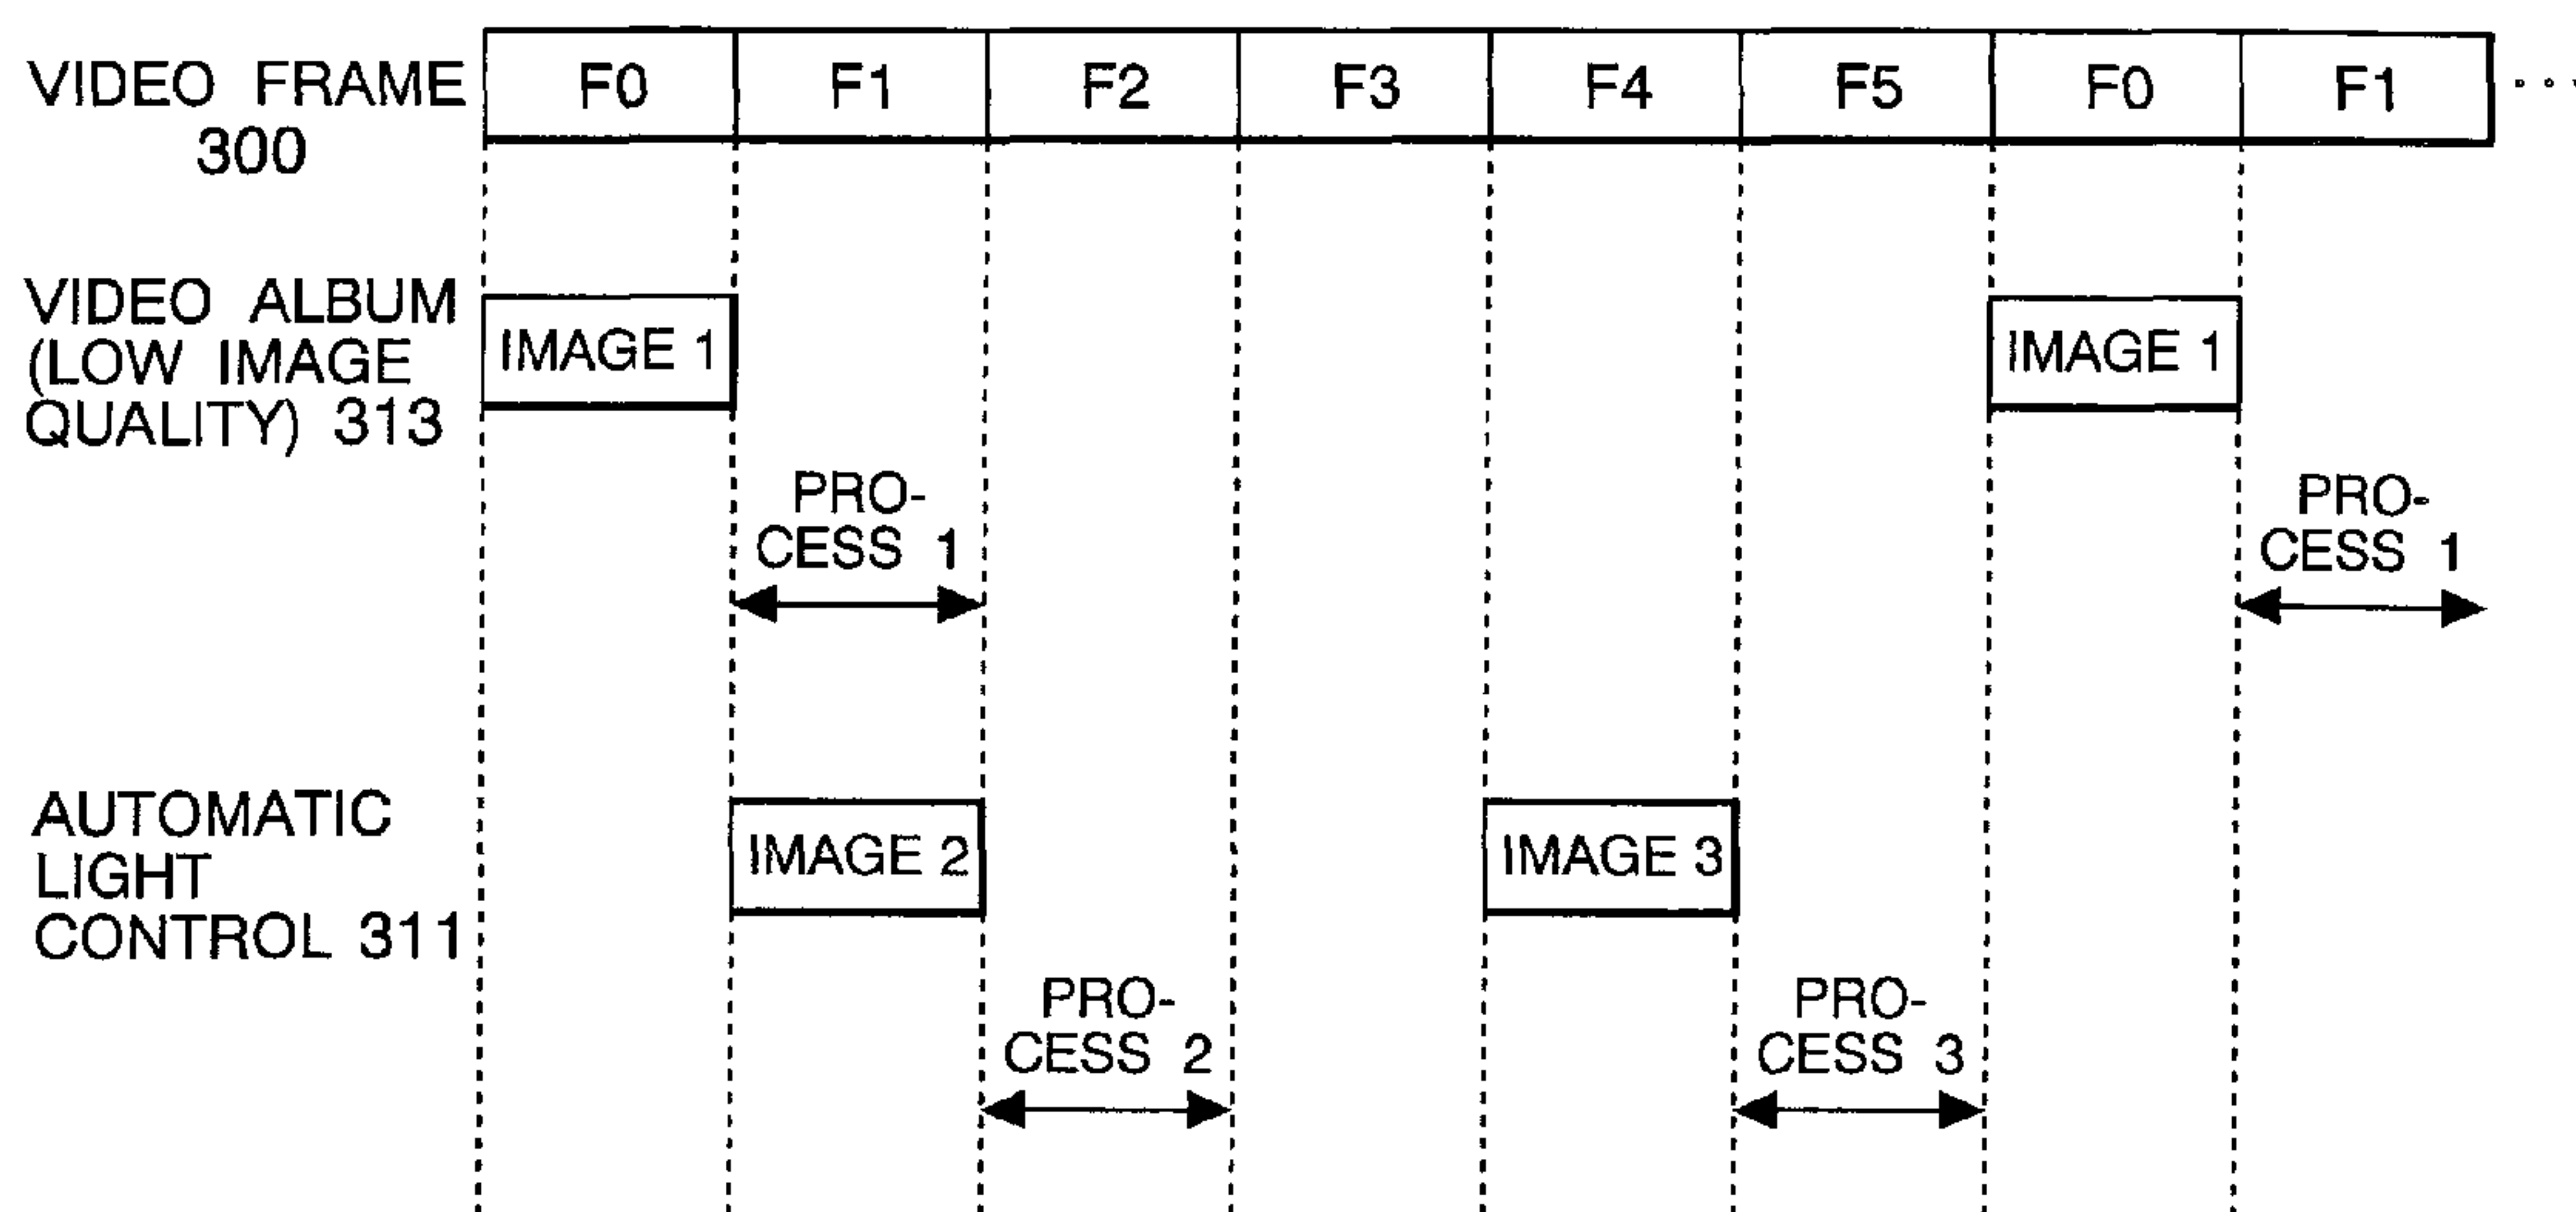 VIDEO FRAME
300
F0 F1 F2 F3 F4 F5 F0 F1 ...
VIDEO ALBUM
(LOW IMAGE
QUALITY) 313
IMAGE 1
IMAGE 1
PRO-
CESS 1
PRO-
CESS 1
AUTOMATIC
LIGHT
CONTROL 311
IMAGE 2
IMAGE 3
PRO-
CESS 2
PRO-
CESS 3